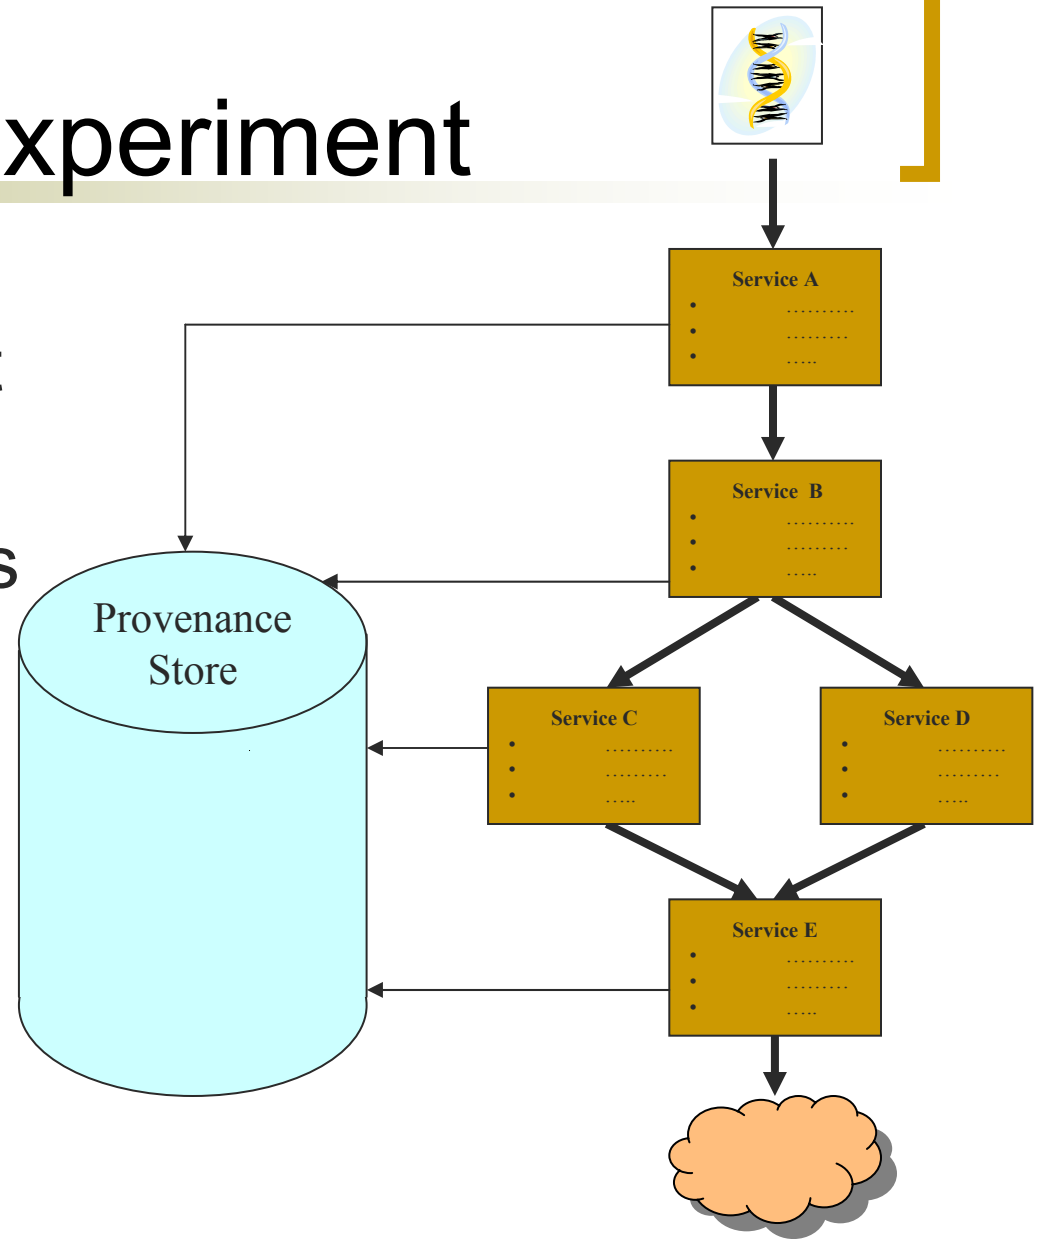 xperiment
t
s
Provenance
Store
Service A
• ……….
• ………
• …..
Service B
• ……….
• ………
• …..
Service C
• ……….
• ………
• …..
Service D
• ……….
• ………
• …..
Service E
• ……….
• ………
• …..